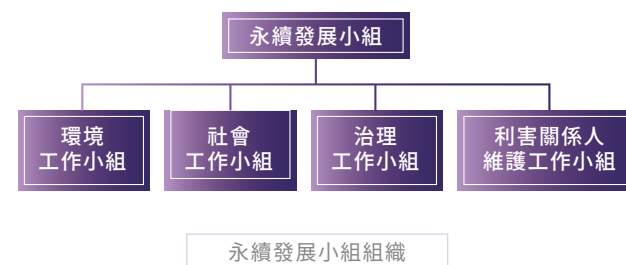 永續發展小組
環境
工作小組
社會
工作小組
治理
工作小組
利害關係人
維護工作小組
永續發展小組組織